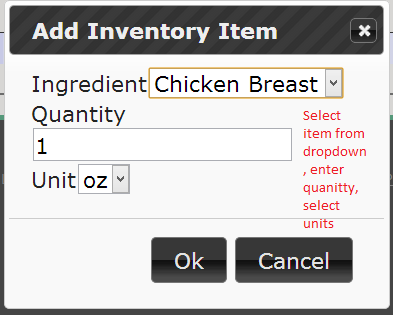 Add Inventory Item
Ingredient Chicken Breast
Quantity
1
Unit oz
Select
item from
dropdown
, enter
quanitty,
select
units
Ok Cancel